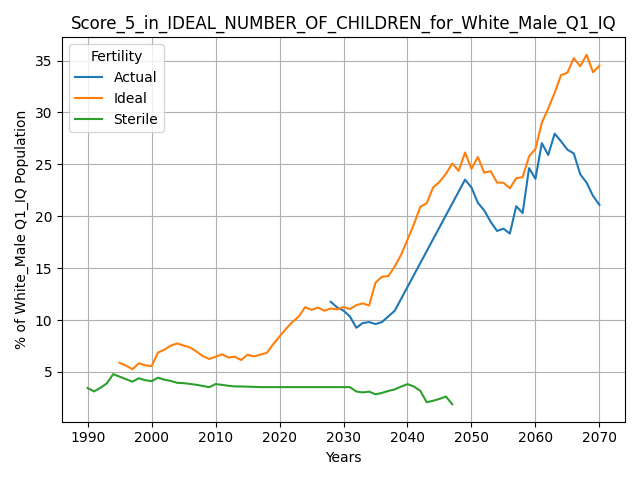 Score_5_in_IDEAL_NUMBER_OF_CHILDREN_for_White_Male_Q1_IQ
Fertility
Actual
Ideal
Sterile
% of White_Male Q1_IQ Population
35
30
25
20
15
10
5
1990 2000 2010 2020 2030 2040 2050 2060 2070
Years